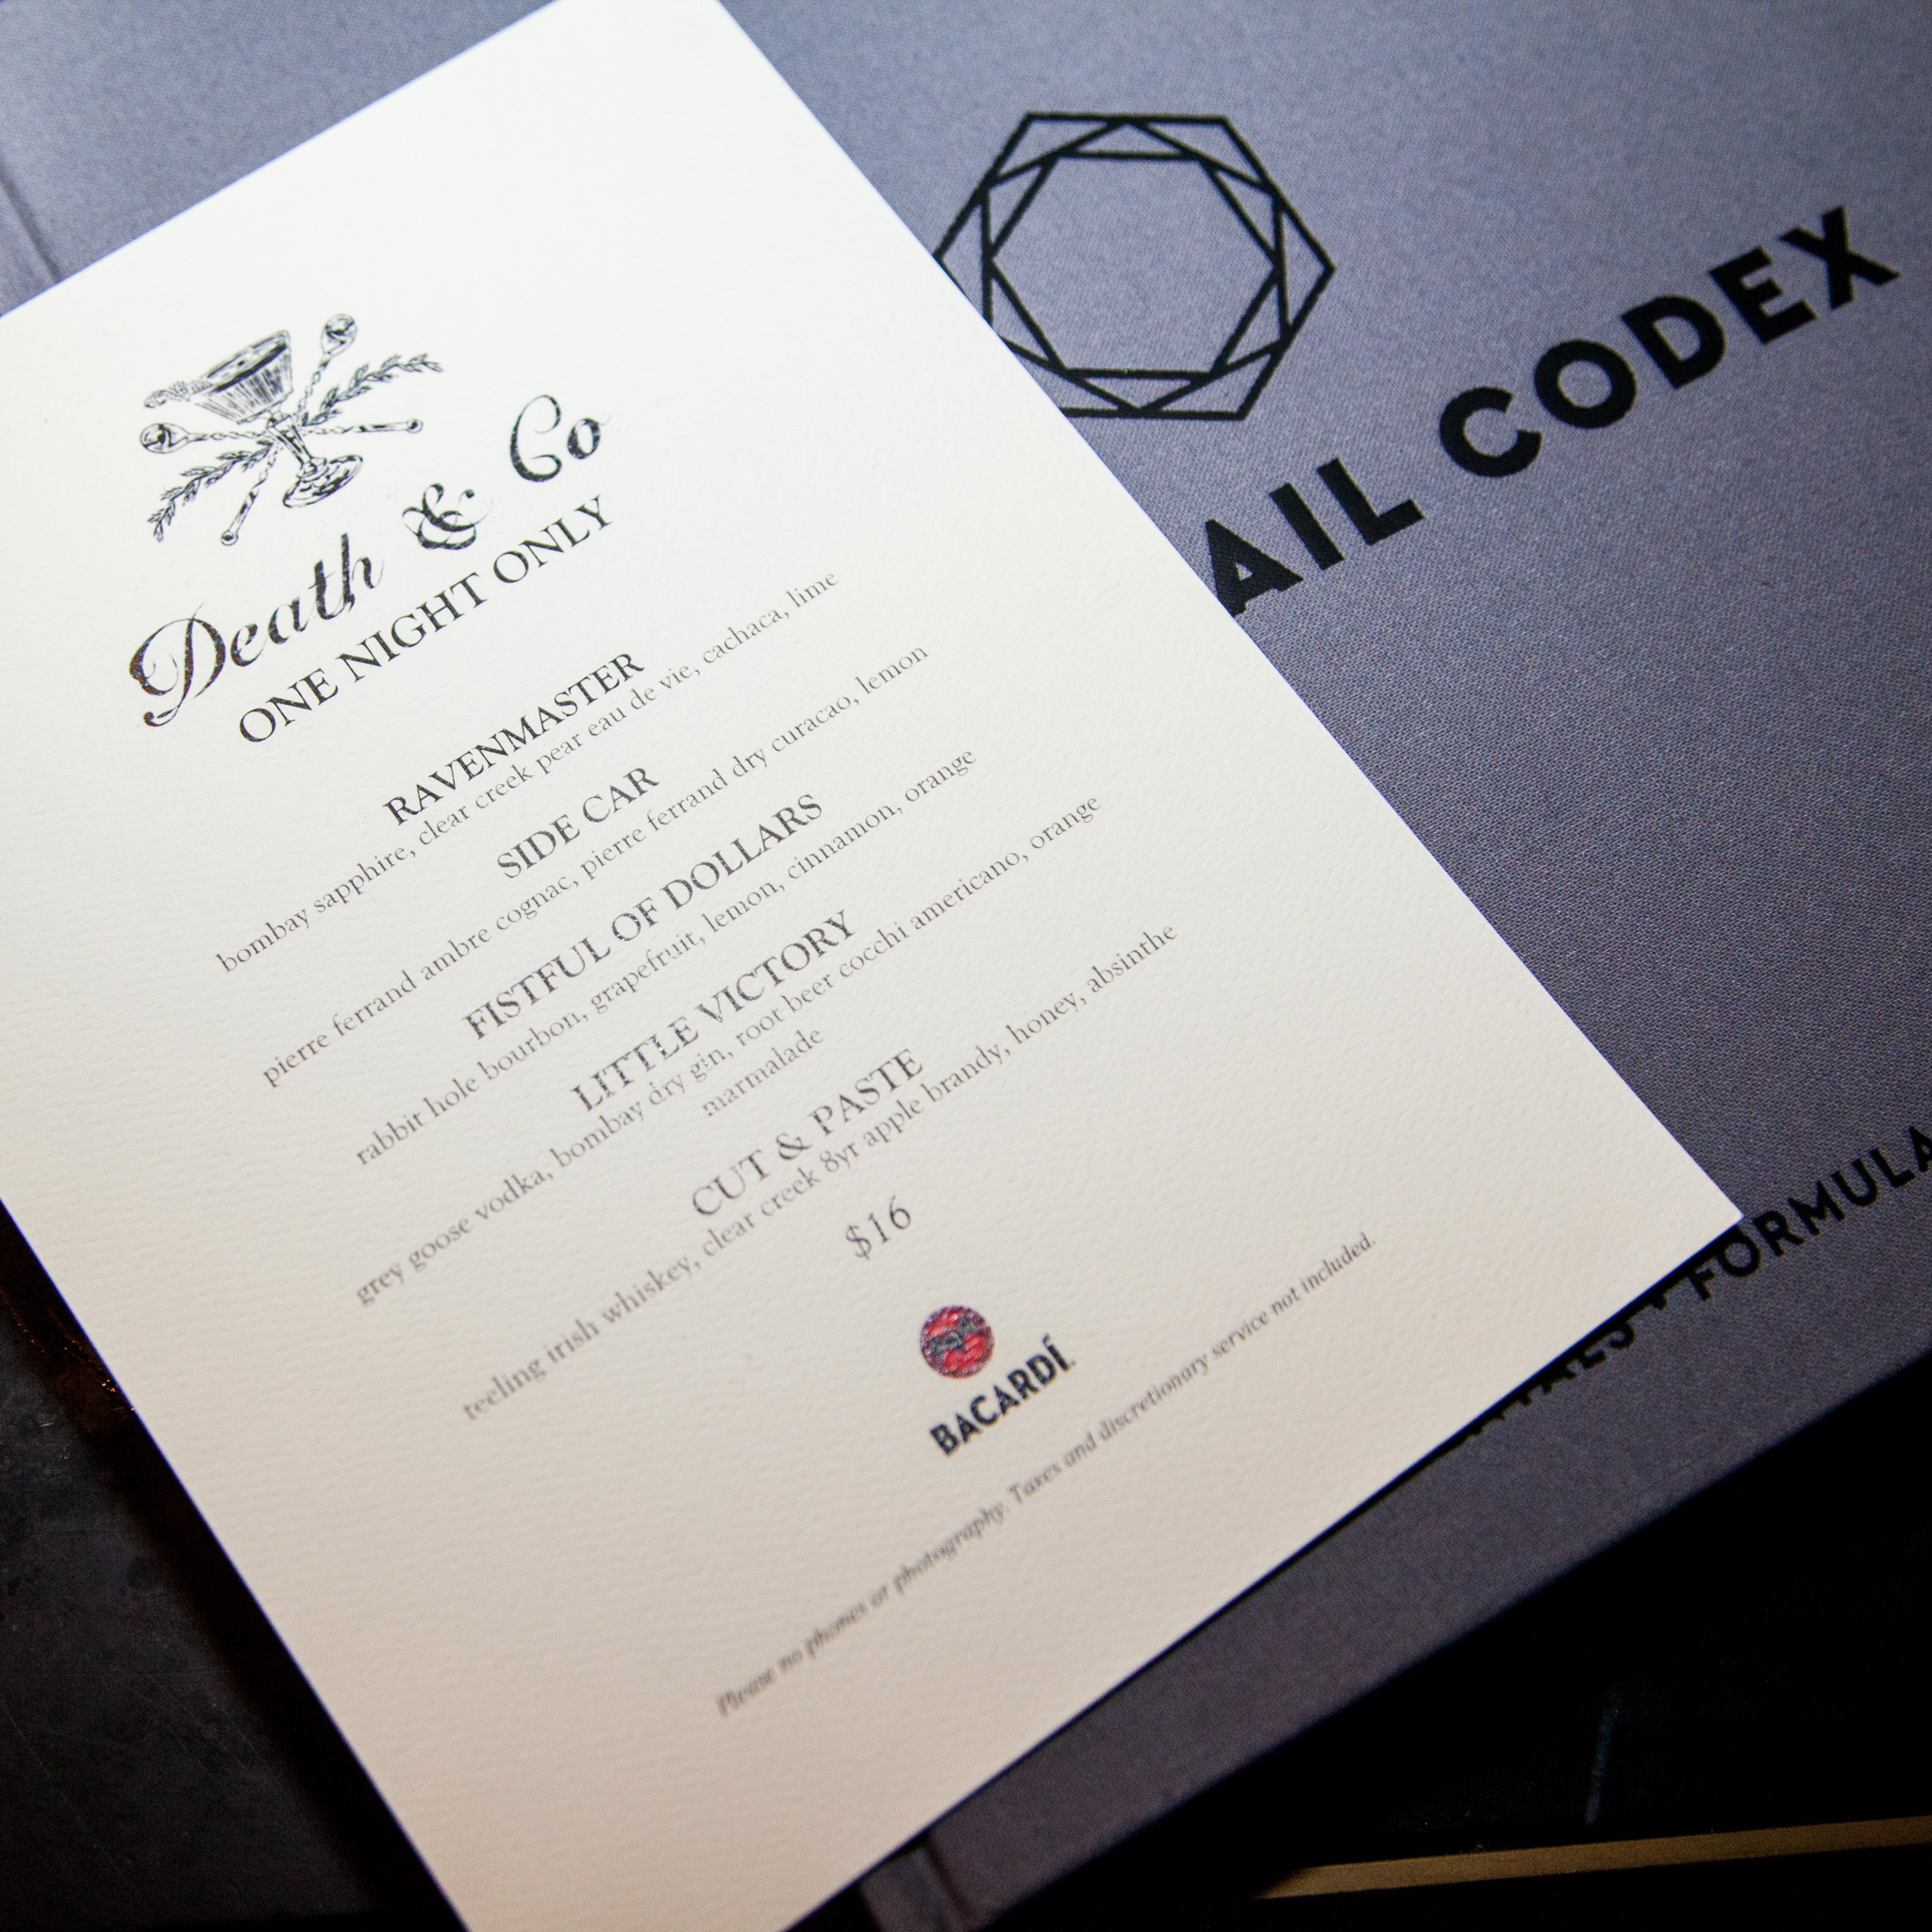 Death & Co
ONE NIGHT ONLY
RAVENMASTER
bombay sapphire, clear creek pear eau de vie, cachaca, lime
SIDE CAR
pierre ferrand ambre cognac, pierre ferrand dry curacao, lemon
FISTFUL OF DOLLARS
rabbit hole bourbon, grapefruit, lemon, cinnamon, orange
LITTLE VICTORY
grey goose vodka, bombay dry gin, root beer cocchi americano, orange
marmalade
CUT & PASTE
teeling irish whiskey, clear creek 8yr apple brandy, honey, absinthe
$16
BACARDÍ
Please no phones or photography. Taxes and discretionary service not included.
AIL CODEX
FORMULA